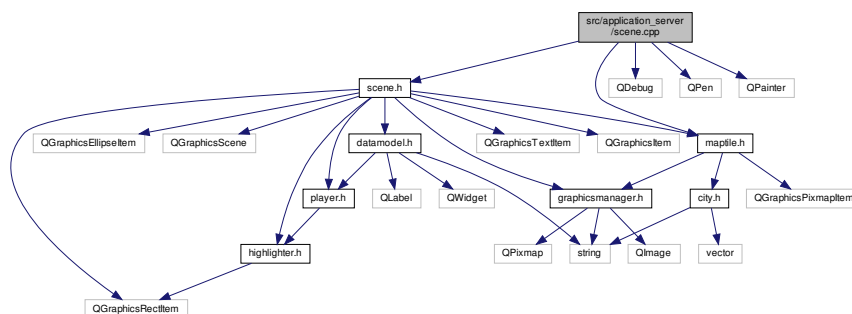 src/application_server
/scene.cpp
scene.h
QDebug
QPen
QPainter
QGraphicsEllipseItem
QGraphicsScene
datamodel.h
QGraphicsTextItem
QGraphicsItem
maptile.h
player.h
QLabel
QWidget
graphicsmanager.h
city.h
QGraphicsPixmapItem
highlighter.h
QPixmap
string
QImage
vector
QGraphicsRectItem